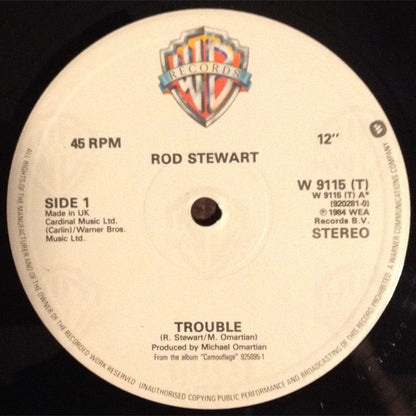 WB
RECORDS
45 RPM
12"
ROD STEWART
SIDE 1
Made in UK
Cardinal Music Ltd.
(Carlin)/Warner Bros.
Music Ltd.
W 9115 (T)
W 9115 (T) A*
(920281-0)
℗ 1984 WEA
Records B.V.
STEREO
TROUBLE
(R. Stewart/M. Omartian)
Produced by Michael Omartian
From the album "Camouflage" 925095-1
ALL RIGHTS OF THE MANUFACTURER AND OF THE OWNER OF THE RECORDED WORK RESERVED. UNAUTHORISED COPYING PUBLIC PERFORMANCE AND BROADCASTING OF THIS RECORD PROHIBITED. A WARNER COMMUNICATIONS COMPANY